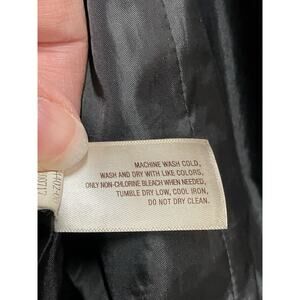 MACHINE WASH COLD,
WASH AND DRY WITH LIKE COLORS,
ONLY NON-CHLORINE BLEACH WHEN NEEDED,
TUMBLE DRY LOW, COOL IRON,
DO NOT DRY CLEAN.